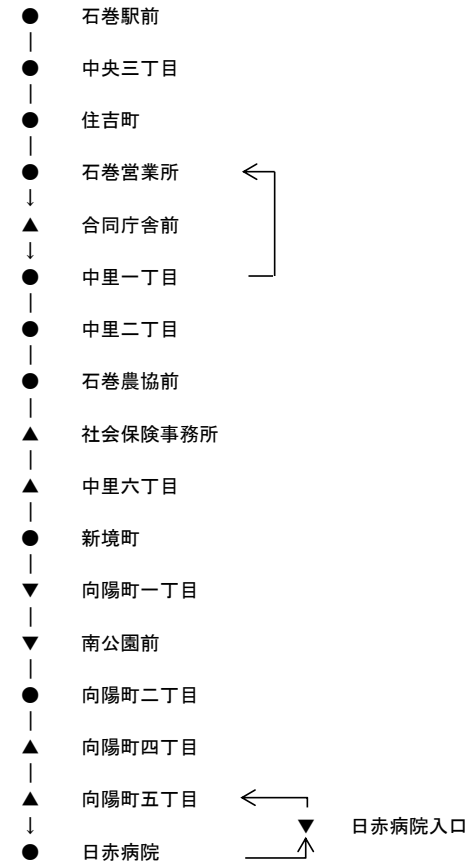 石巻駅前
中央三丁目
住吉町
石巻営業所
合同庁舎前
中里一丁目
中里二丁目
石巻農協前
社会保険事務所
中里六丁目
新境町
向陽町一丁目
南公園前
向陽町二丁目
向陽町四丁目
向陽町五丁目
日赤病院入口
日赤病院